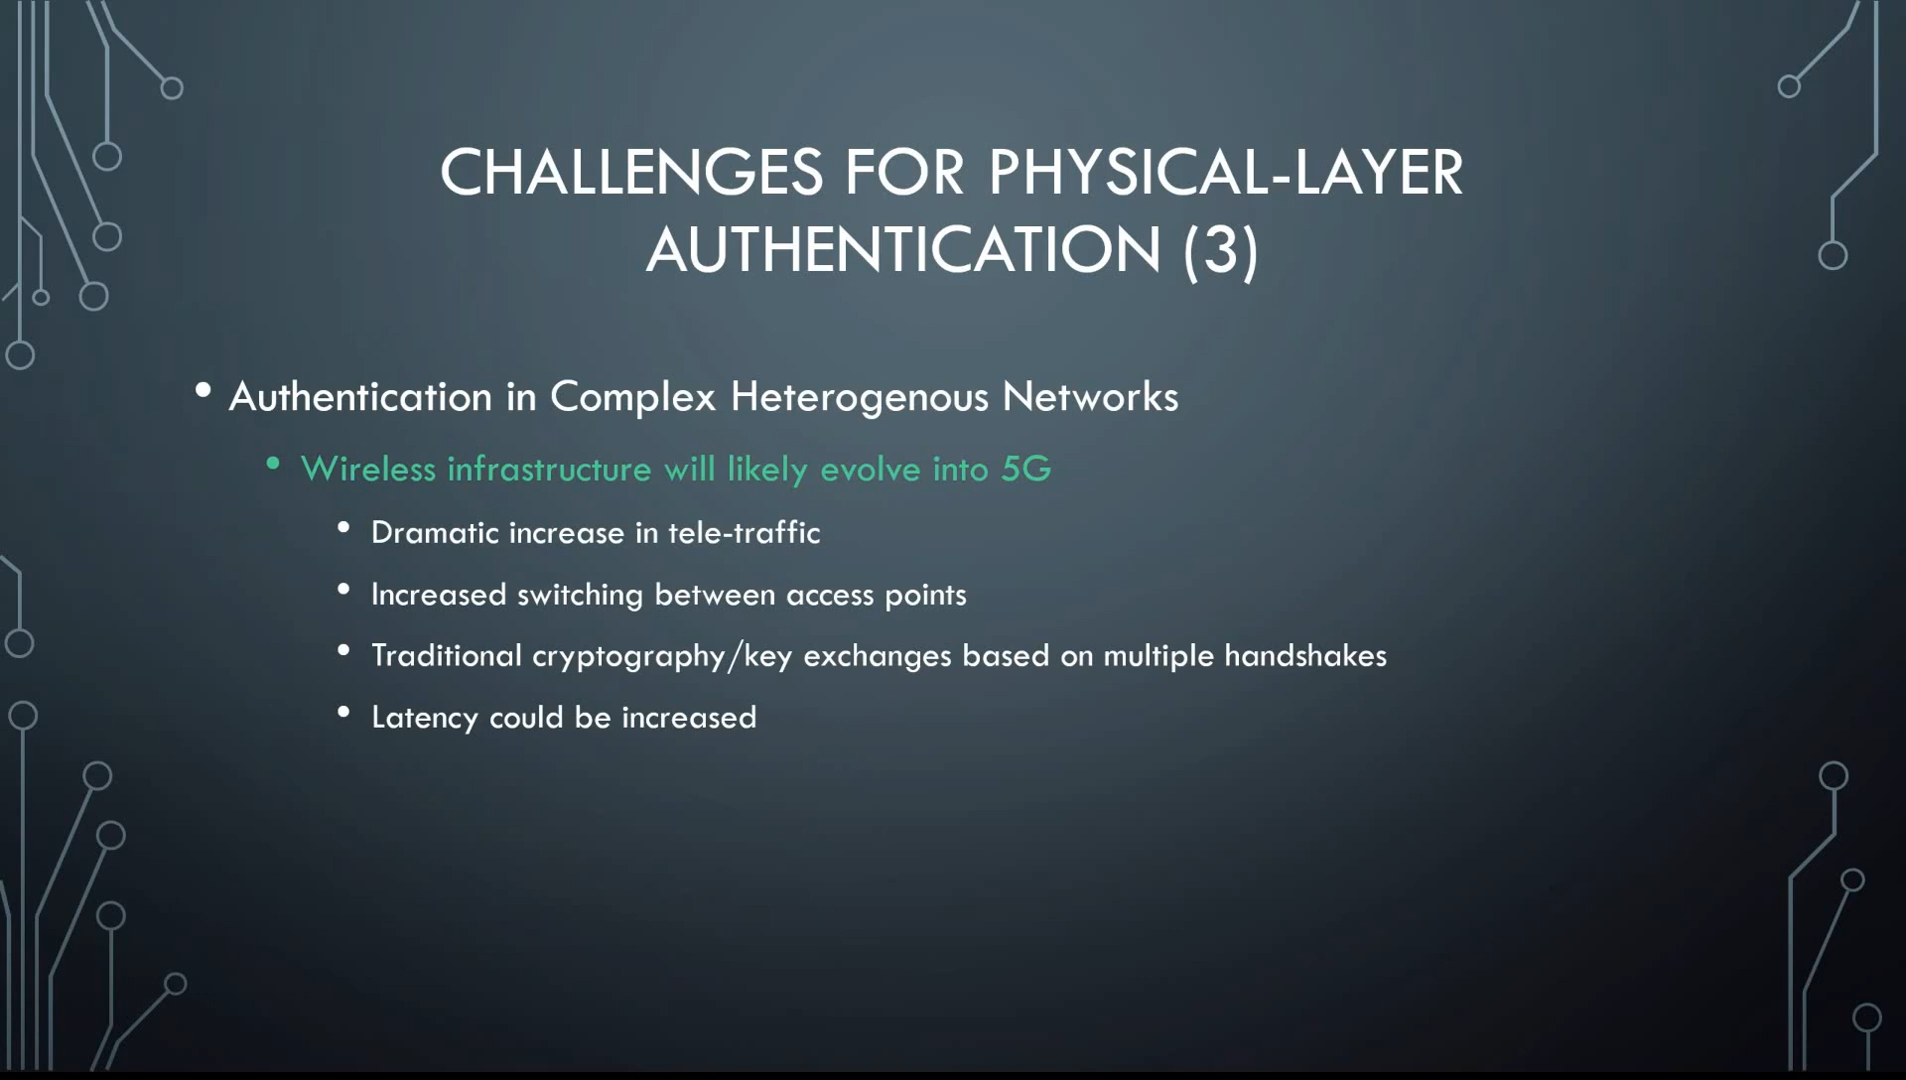 CHALLENGES FOR PHYSICAL-LAYER
AUTHENTICATION (3)
• Authentication in Complex Heterogenous Networks
• Wireless infrastructure will likely evolve into 5G
• Dramatic increase in tele-traffic
• Increased switching between access points
• Traditional cryptography/key exchanges based on multiple handshakes
• Latency could be increased